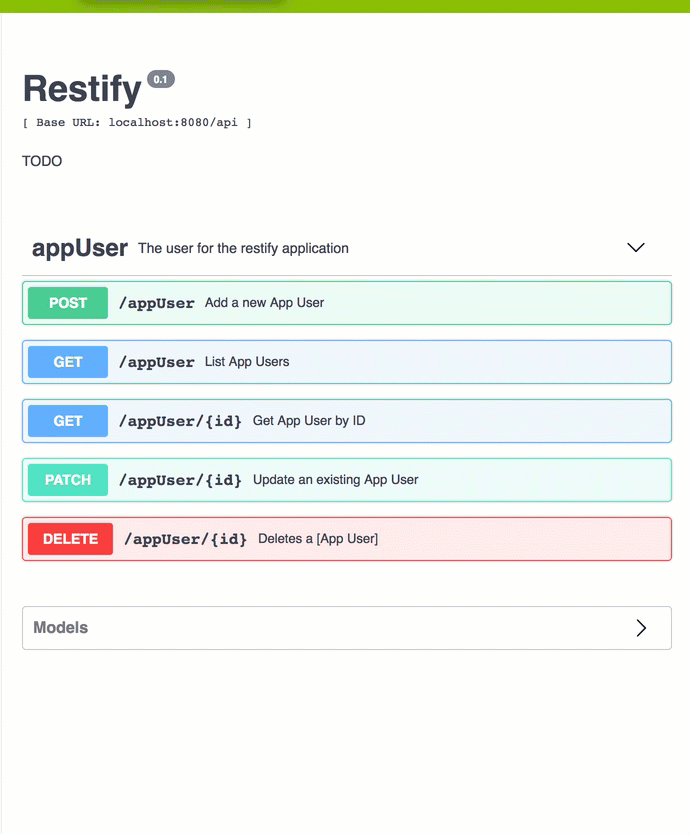 Restify 0.1
[ Base URL: localhost:8080/api ]
TODO
appUser The user for the restify application
POST /appUser Add a new App User
GET /appUser List App Users
GET /appUser/{id} Get App User by ID
PATCH /appUser/{id} Update an existing App User
DELETE /appUser/{id} Deletes a [App User]
Models